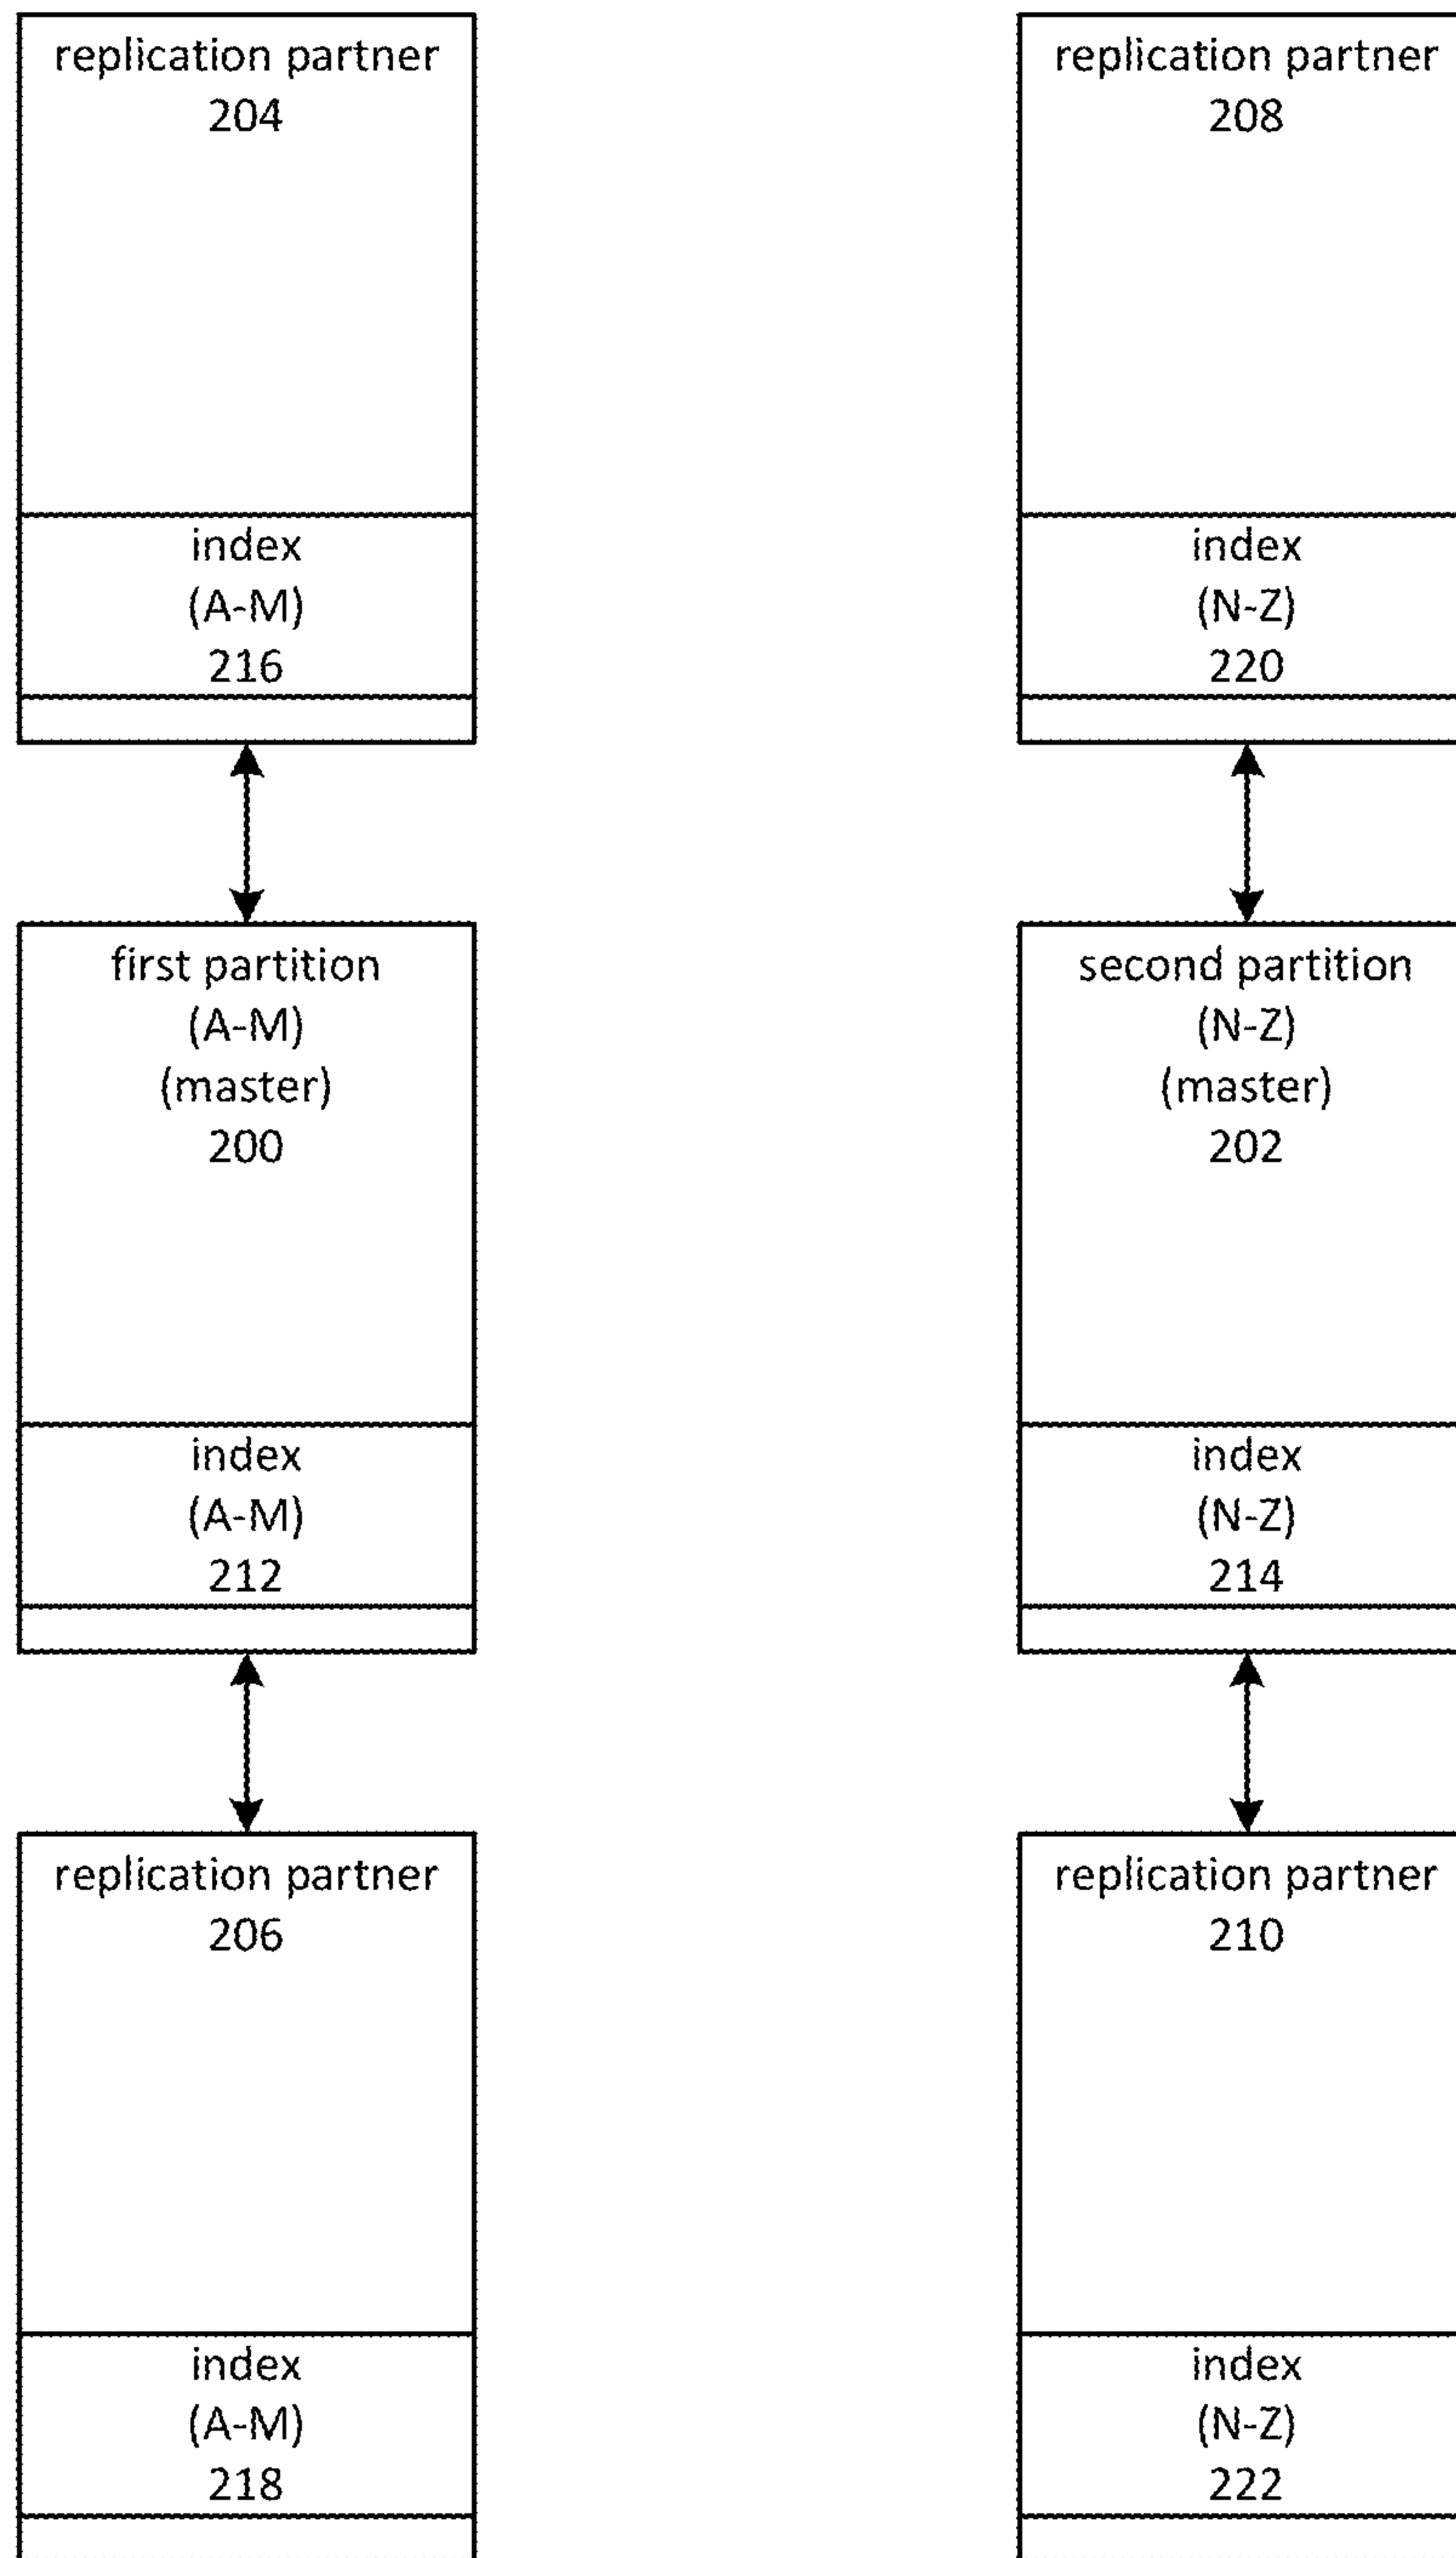 replication partner
204
index
(A-M)
216
first partition
(A-M)
(master)
200
index
(A-M)
212
replication partner
206
index
(A-M)
218
replication partner
208
index
(N-Z)
220
second partition
(N-Z)
(master)
202
index
(N-Z)
214
replication partner
210
index
(N-Z)
222